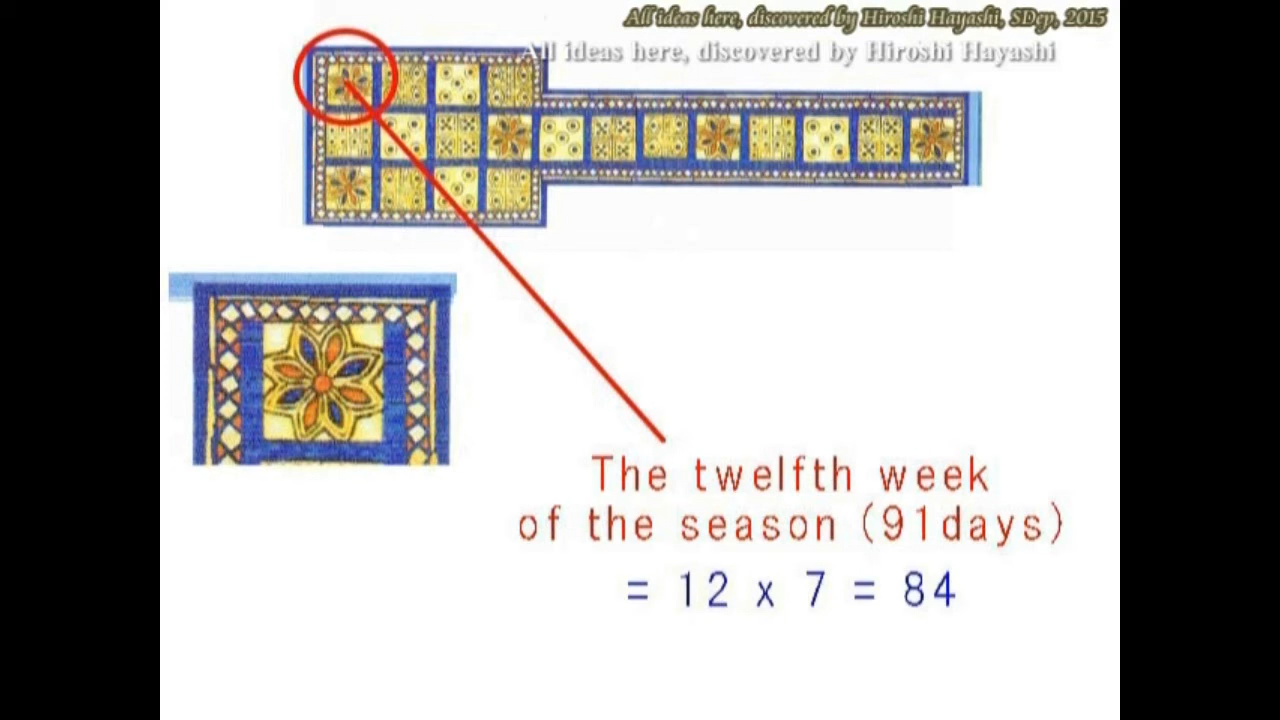 All ideas here, discovered by Hiroshi Hayashi, SDep, 2015
All ideas here, discovered by Hiroshi Hayashi
The twelfth week
of the season (91days)
= 12 x 7 = 84